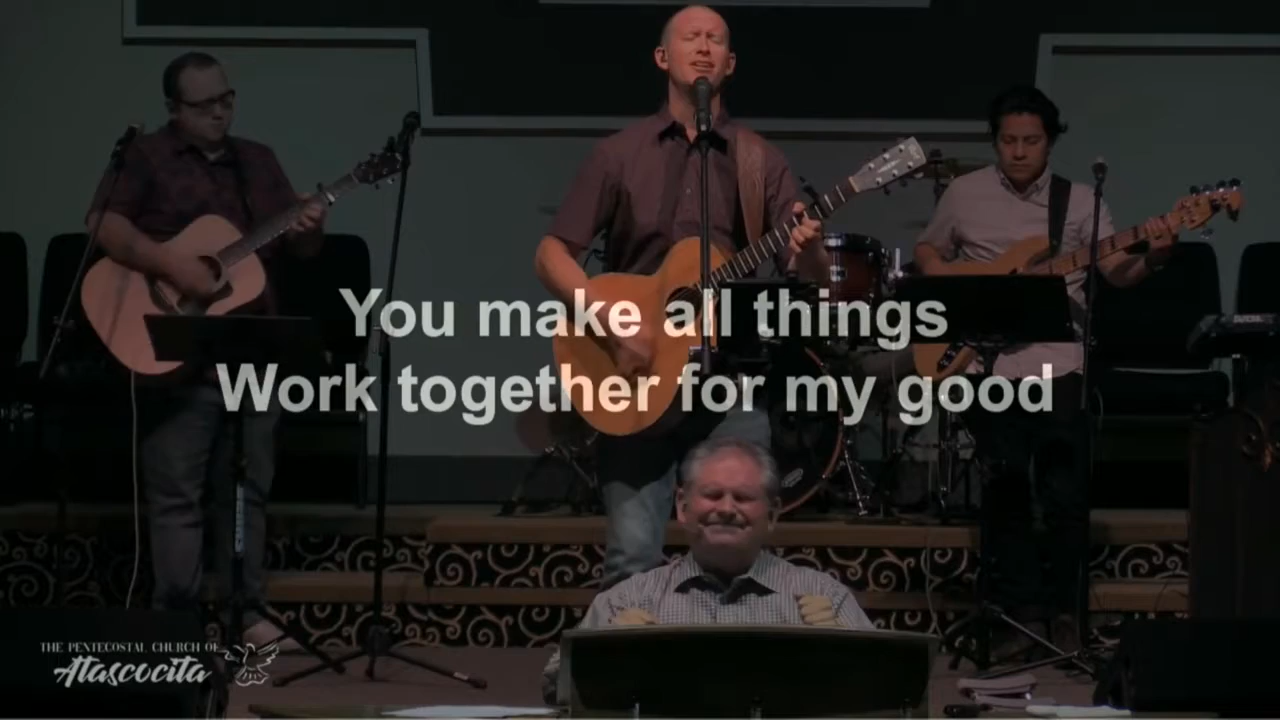 You make all things
Work together for my good
THE PENTECOSTAL CHURCH OF
Atascocita